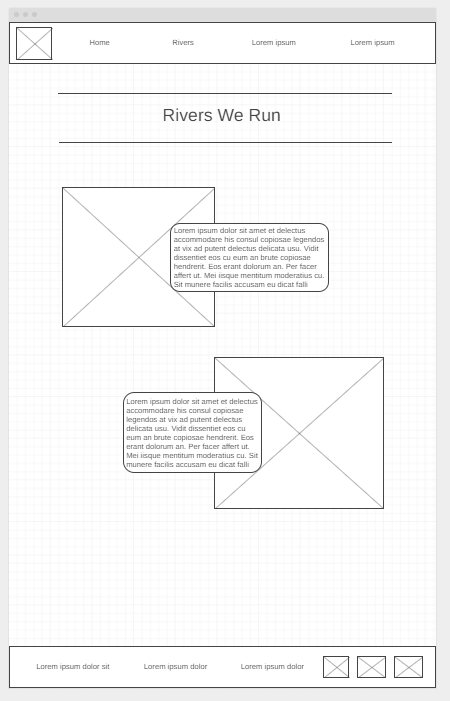 Home Rivers Lorem ipsum Lorem ipsum
Rivers We Run
Lorem ipsum dolor sit amet et delectus
accommodare his consul copiosae legendos
at vix ad putent delectus delicata usu. Vidit
dissentiet eos cu eum an brute copiosae
hendrerit. Eos erant dolorum an. Per facer
affert ut. Mei iisque mentitum moderatius cu.
Sit munere facilis accusam eu dicat falli
Lorem ipsum dolor sit amet et delectus
accommodare his consul copiosae
legendos at vix ad putent delectus
delicata usu. Vidit dissentiet eos cu
eum an brute copiosae hendrerit. Eos
erant dolorum an. Per facer affert ut.
Mei iisque mentitum moderatius cu. Sit
munere facilis accusam eu dicat falli
Lorem ipsum dolor sit Lorem ipsum dolor Lorem ipsum dolor